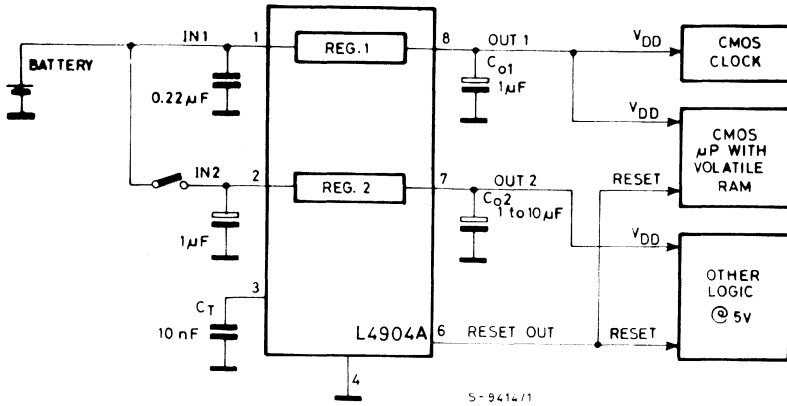 IN1 1 REG.1 8 OUT 1 VDD CMOS CLOCK
BATTERY
0.22µF
Co1
1µF
VDD
CMOS
µP WITH
VOLATILE
RAM
IN2 2 REG. 2 7 OUT 2 RESET
Co2
1 to 10µF
1µF
VDD
OTHER
LOGIC
@ 5V
3
CT
10 nF
L4904A 6 RESET OUT RESET
4
S-9414/1